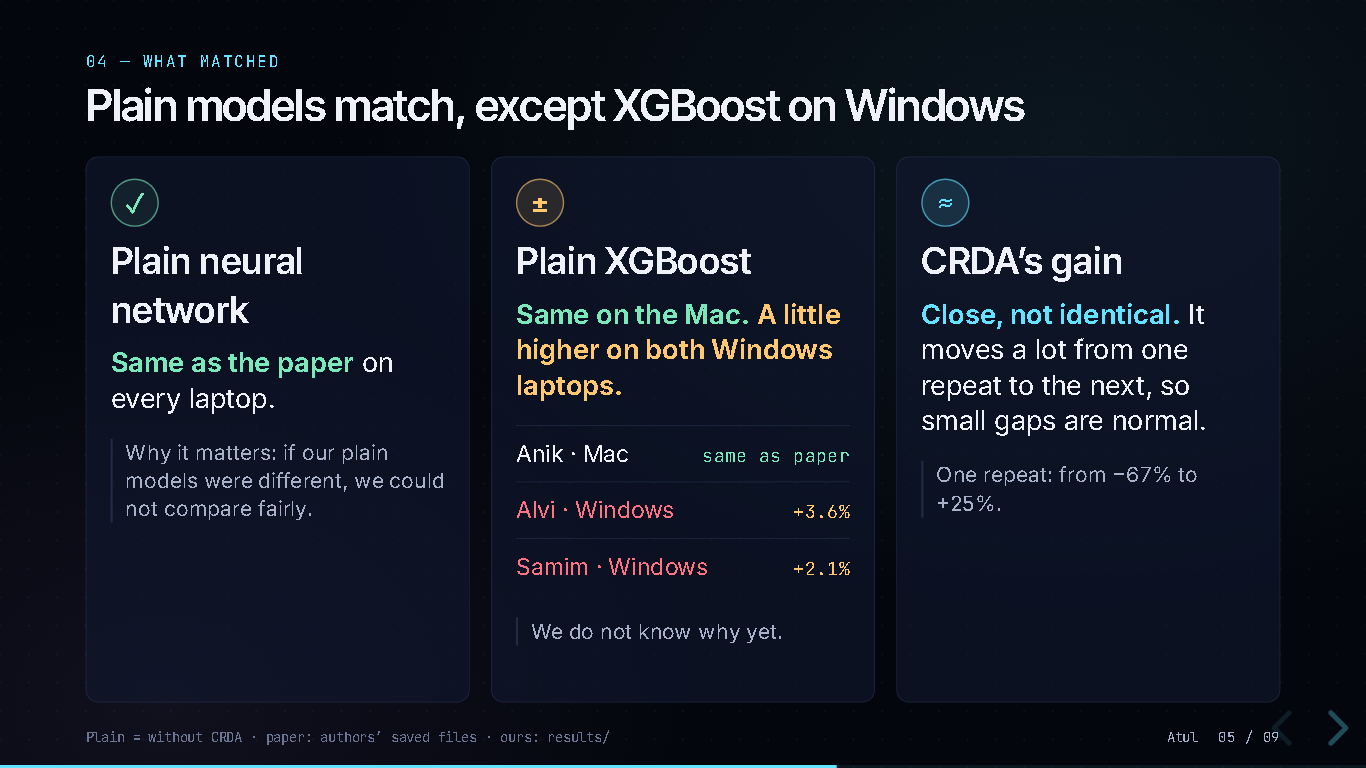 04 — WHAT MATCHED
Plain models match, except XGBoost on Windows
✓
Plain neural
network
Same as the paper on
every laptop.
Why it matters: if our plain
models were different, we could
not compare fairly.
±
Plain XGBoost
Same on the Mac. A little
higher on both Windows
laptops.
Anik · Mac same as paper
Alvi · Windows +3.6%
Samim · Windows +2.1%
We do not know why yet.
≈
CRDA’s gain
Close, not identical. It
moves a lot from one
repeat to the next, so
small gaps are normal.
One repeat: from −67% to
+25%.
Plain = without CRDA · paper: authors’ saved files · ours: results/
Atul 05 / 09